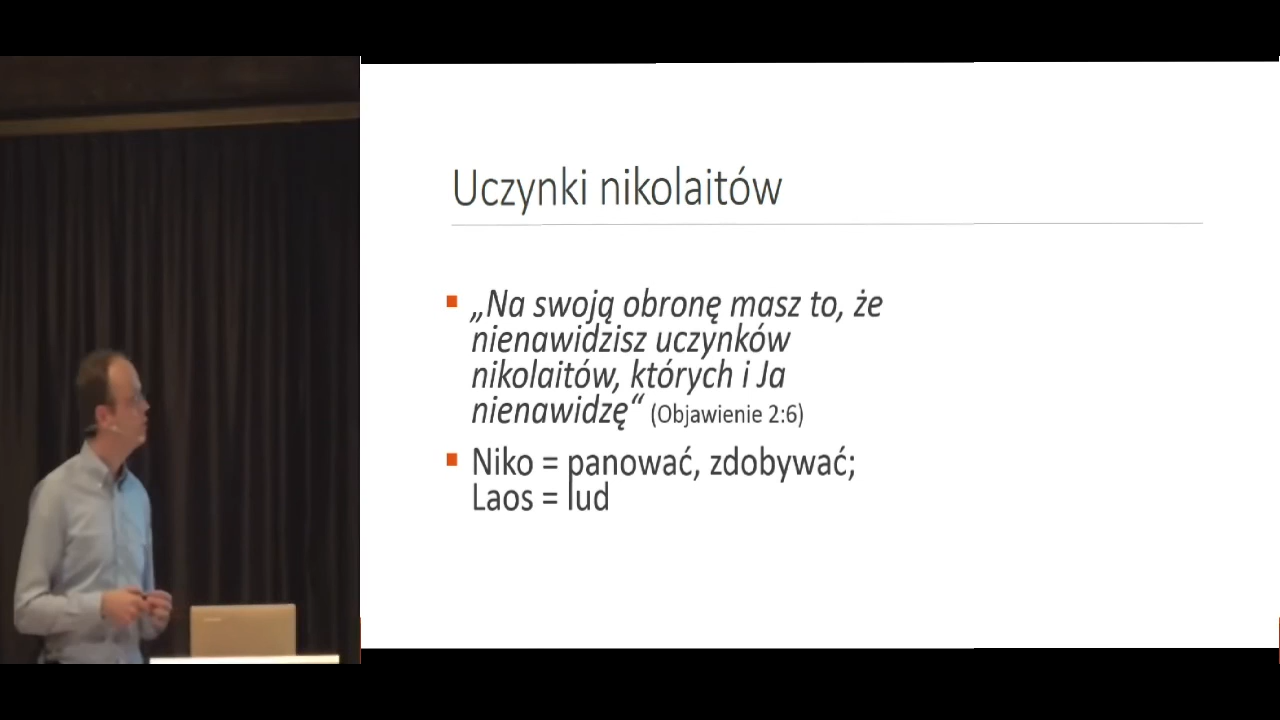 Uczynki nikolaitów
„Na swoją obronę masz to, że
nienawidzisz uczynków
nikolaitów, których i Ja
nienawidzę“ (Objawienie 2:6)
Niko = panować, zdobywać;
Laos = lud